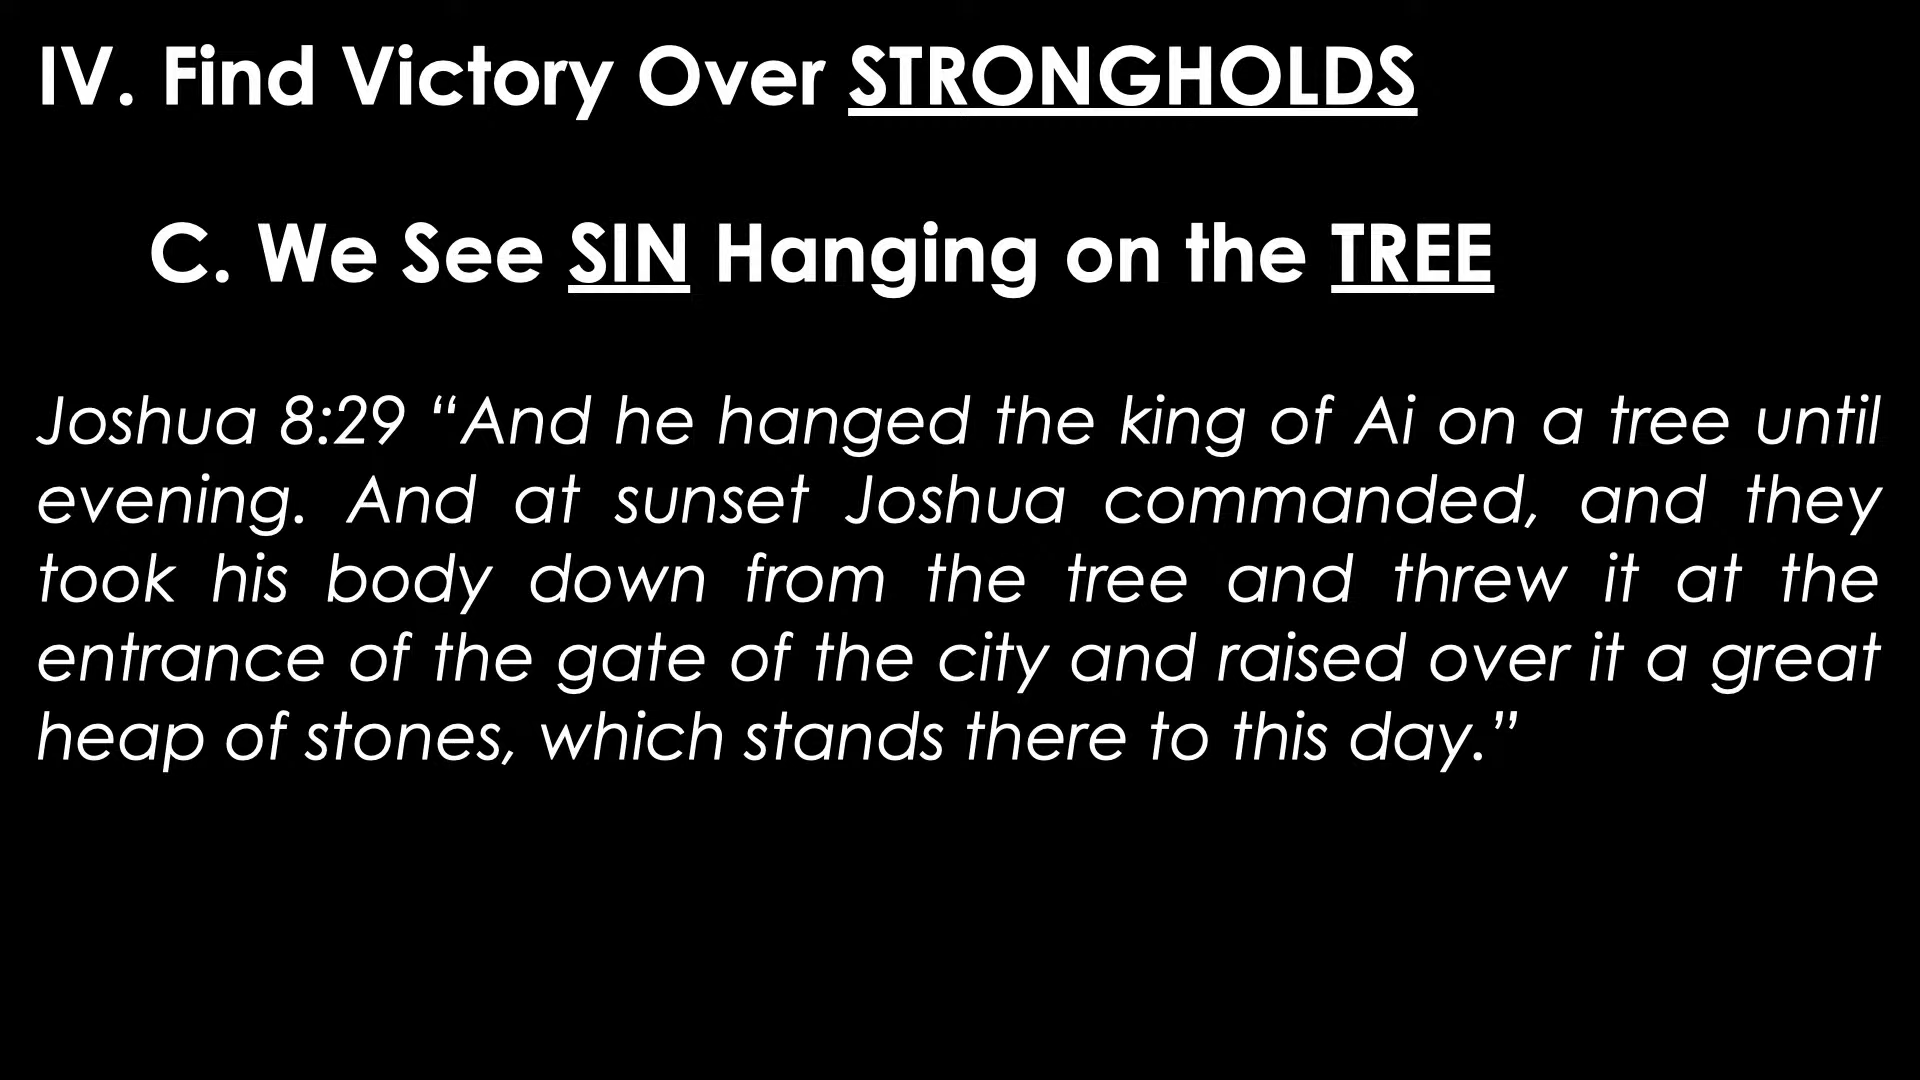 IV. Find Victory Over STRONGHOLDS
C. We See SIN Hanging on the TREE
Joshua 8:29 “And he hanged the king of Ai on a tree until
evening. And at sunset Joshua commanded, and they
took his body down from the tree and threw it at the
entrance of the gate of the city and raised over it a great
heap of stones, which stands there to this day.”